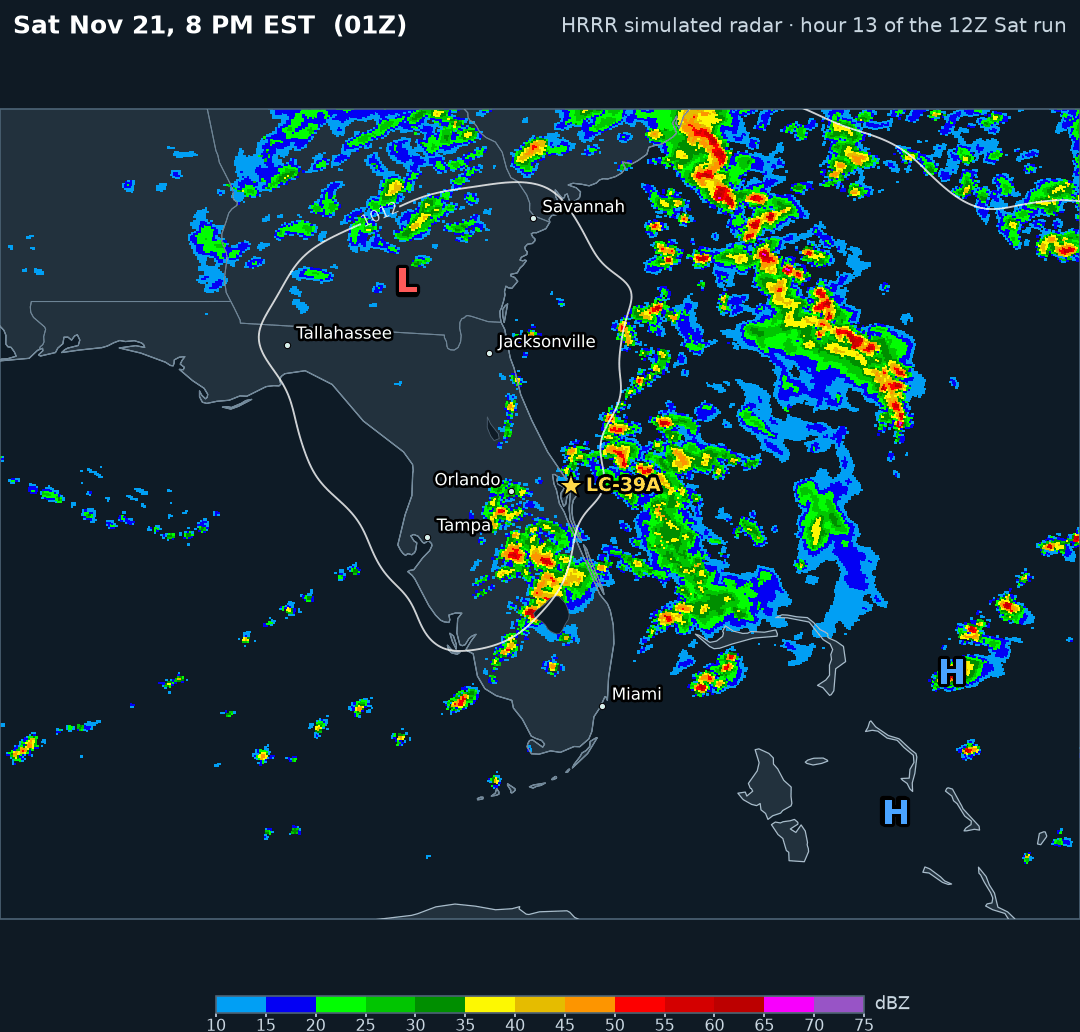 Sat Nov 21, 8 PM EST (01Z)
HRRR simulated radar · hour 13 of the 12Z Sat run
1012
Savannah
L
Tallahassee
Jacksonville
Orlando
LC-39A
Tampa
H
Miami
H
dBZ
10 15 20 25 30 35 40 45 50 55 60 65 70 75